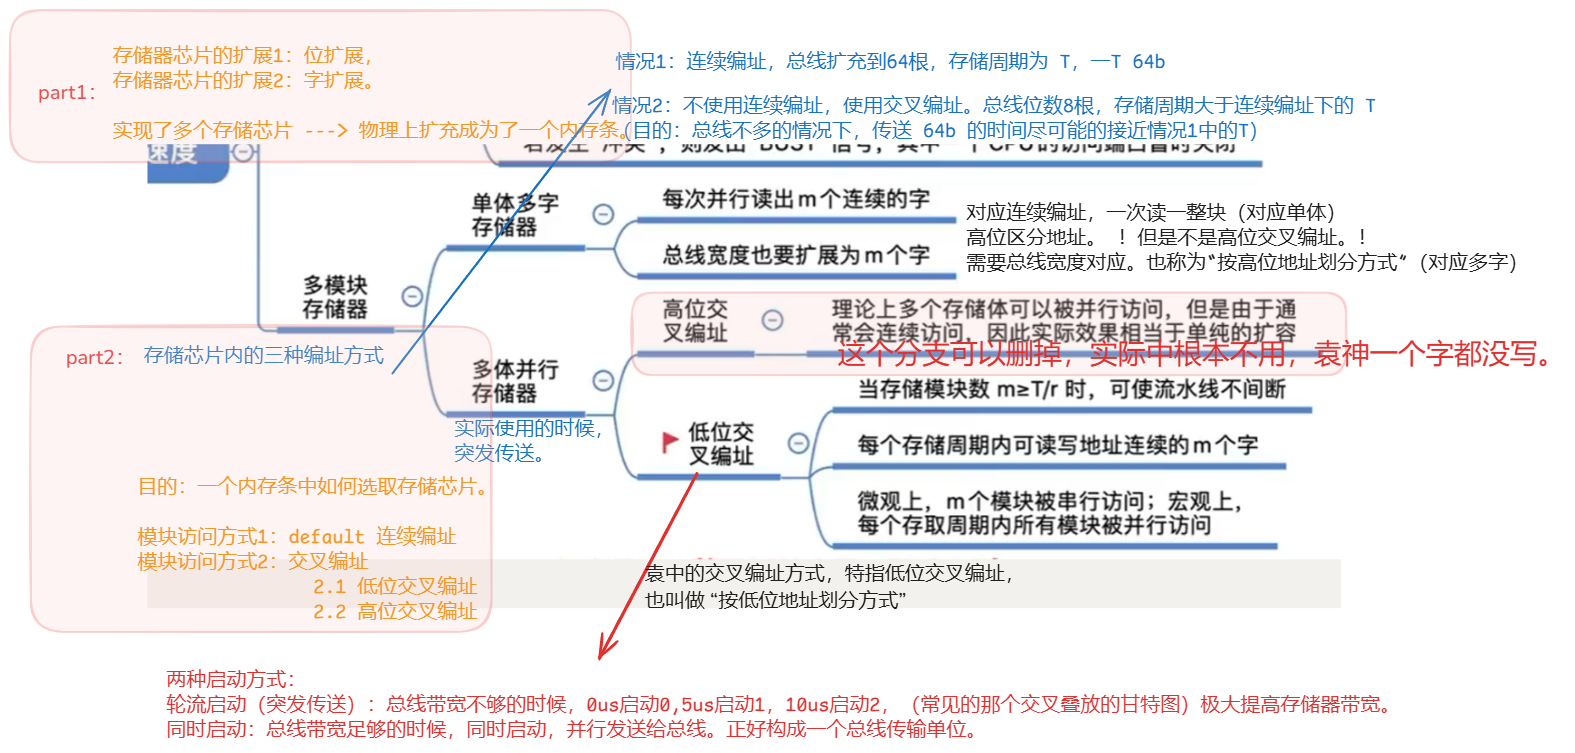 part1:
存储器芯片的扩展1：位扩展，
存储器芯片的扩展2：字扩展。
实现了多个存储芯片 ---> 物理上扩充成为了一个内存条。
情况1：连续编址，总线扩充到64根，存储周期为 T，一T 64b
情况2：不使用连续编址，使用交叉编址。总线位数8根，存储周期大于连续编址下的 T
（目的：总线不多的情况下，传送 64b 的时间尽可能的接近情况1中的T）
速度
若发生“冲突”，则发出“BUSY”信号，其中一个CPU的访问端口暂时关闭
单体多字
存储器
每次并行读出m个连续的字
总线宽度也要扩展为m个字
对应连续编址，一次读一整块（对应单体）
高位区分地址。 ！但是不是高位交叉编址。！
需要总线宽度对应。也称为“按高位地址划分方式”（对应多字）
多模块
存储器
高位交
叉编址
理论上多个存储体可以被并行访问，但是由于通
常会连续访问，因此实际效果相当于单纯的扩容
这个分支可以删掉，实际中根本不用，袁神一个字都没写。
part2:
存储芯片内的三种编址方式
多体并行
存储器
实际使用的时候，
突发传送。
当存储模块数 m≥T/r 时，可使流水线不间断
低位交
叉编址
每个存储周期内可读写地址连续的m个字
微观上，m个模块被串行访问；宏观上，
每个存取周期内所有模块被并行访问
目的：一个内存条中如何选取存储芯片。
模块访问方式1：default 连续编址
模块访问方式2：交叉编址
2.1 低位交叉编址
2.2 高位交叉编址
袁中的交叉编址方式，特指低位交叉编址，
也叫做 “按低位地址划分方式”
两种启动方式：
轮流启动（突发传送）：总线带宽不够的时候，0us启动0,5us启动1，10us启动2，（常见的那个交叉叠放的甘特图）极大提高存储器带宽。
同时启动：总线带宽足够的时候，同时启动，并行发送给总线。正好构成一个总线传输单位。